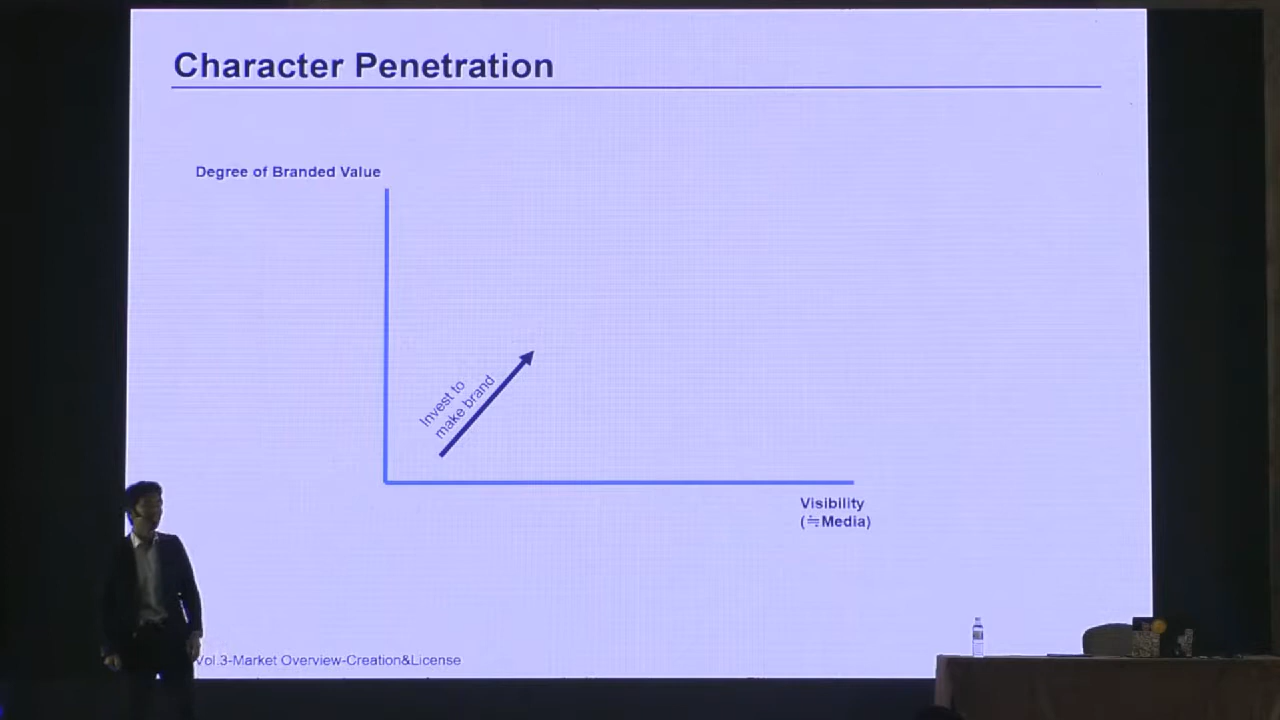 Character Penetration
Degree of Branded Value
Invest to
make brand
Visibility
(≒Media)
Vol.3-Market Overview-Creation&License